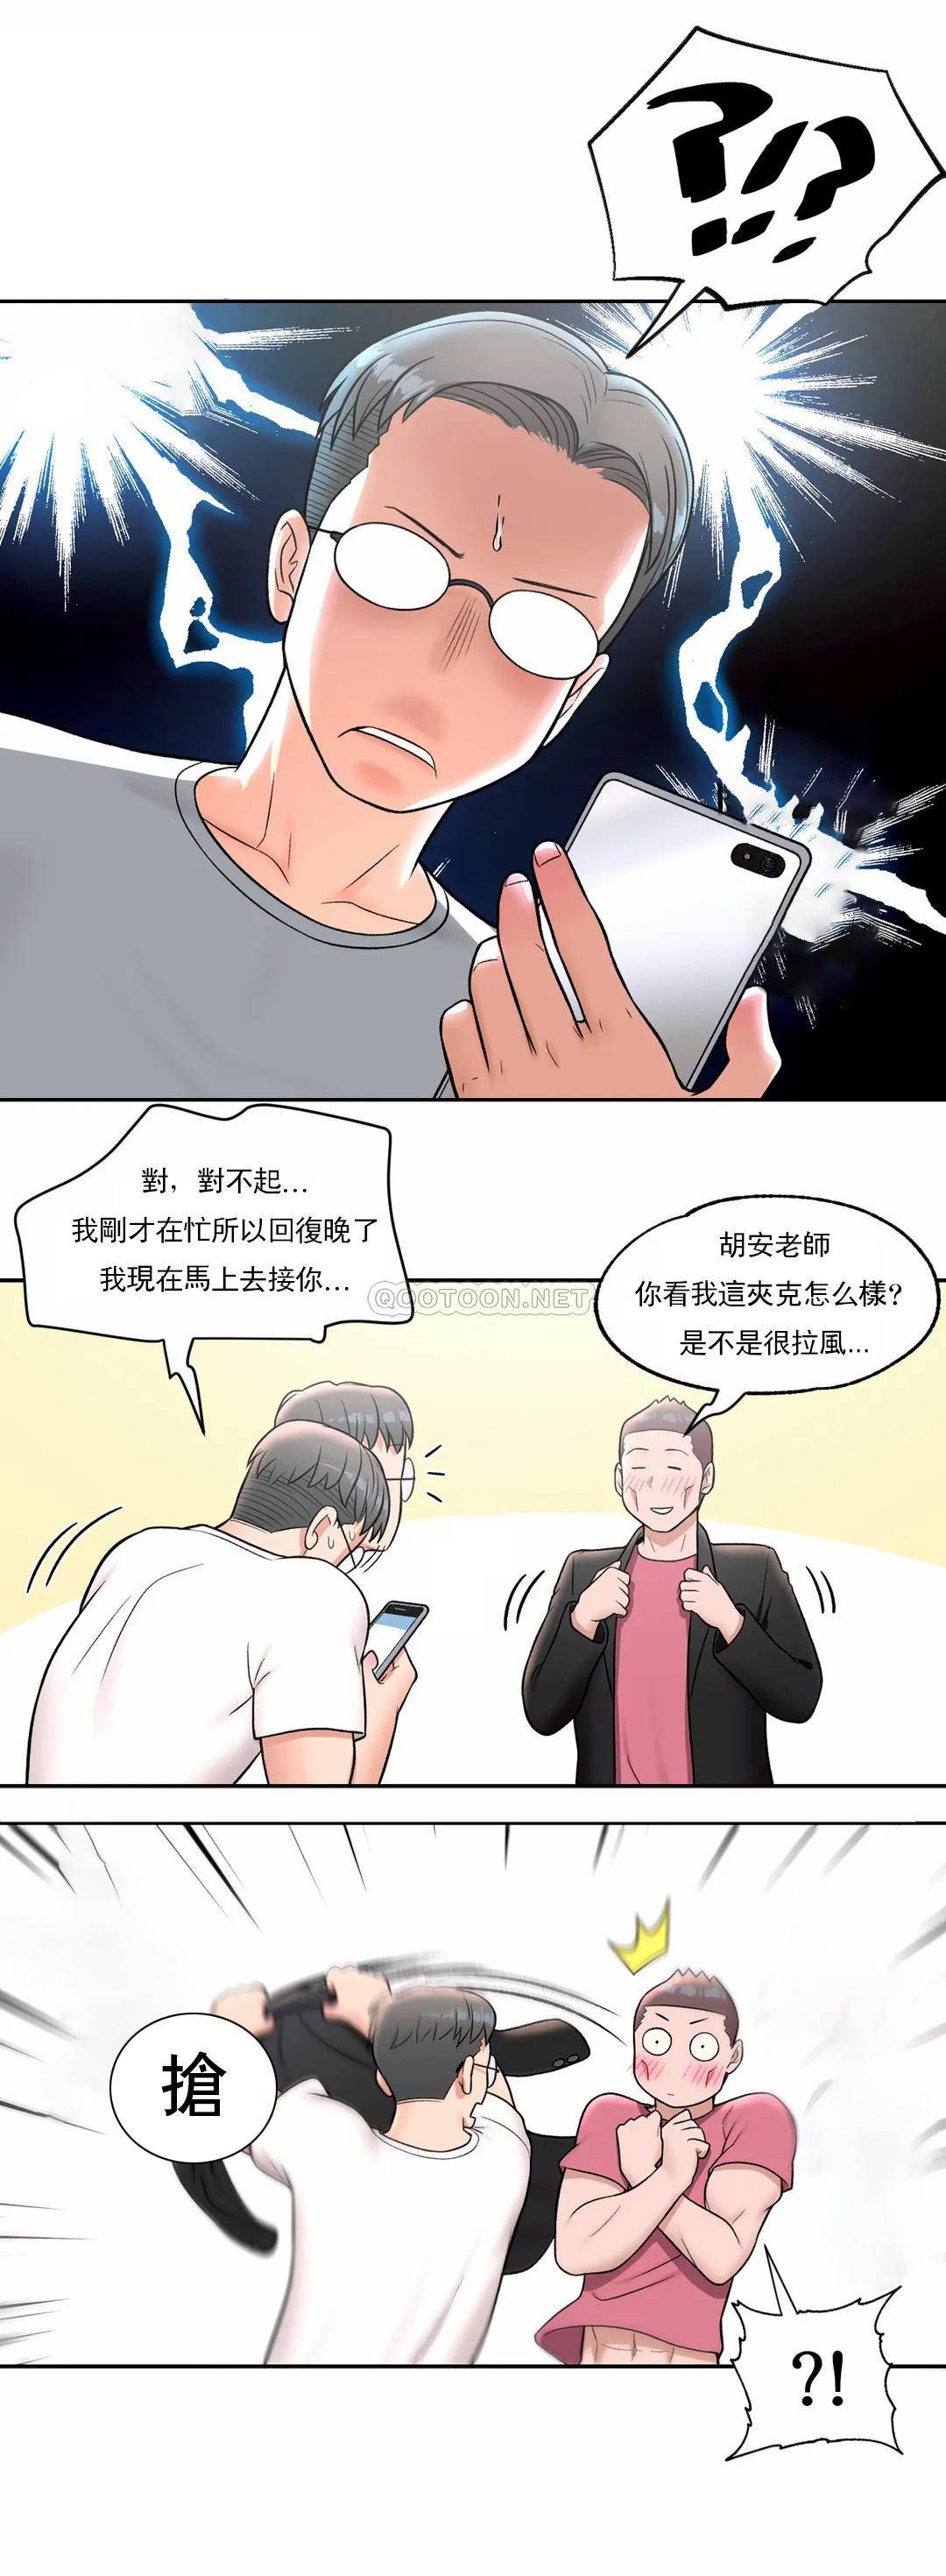 ?!!?
對，對不起...
我剛才在忙所以回復晚了
我現在馬上去接你...
胡安老師
你看我這夾克怎么樣?
是不是很拉風...
QOOTOON.NET
搶
?!